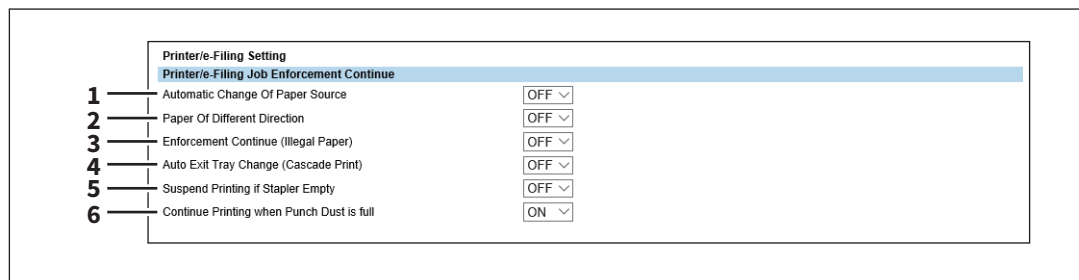 Printer/e-Filing Setting
Printer/e-Filing Job Enforcement Continue
1 Automatic Change Of Paper Source OFF
2 Paper Of Different Direction OFF
3 Enforcement Continue (Illegal Paper) OFF
4 Auto Exit Tray Change (Cascade Print) OFF
5 Suspend Printing if Stapler Empty OFF
6 Continue Printing when Punch Dust is full ON